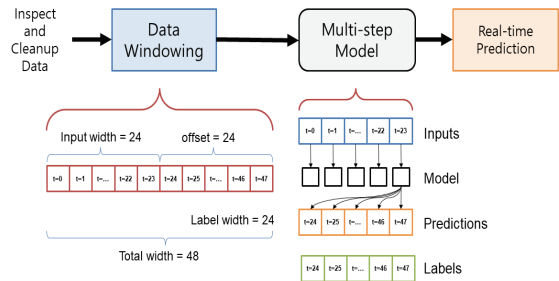 Inspect
and
Cleanup
Data
Data
Windowing
Multi-step
Model
Real-time
Prediction
Input width = 24
offset = 24
t=0 t=1 t=... t=22 t=23 t=24 t=25 t=... t=46 t=47
Label width = 24
Total width = 48
t=0 t=1 t=... t=22 t=23 Inputs
Model
t=24 t=25 t=... t=46 t=47 Predictions
t=24 t=25 t=... t=46 t=47 Labels